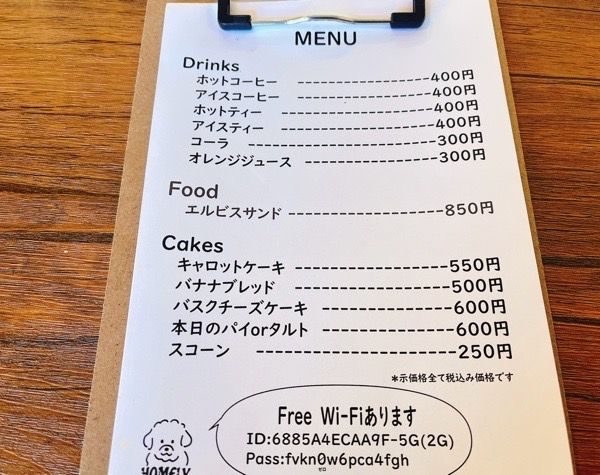 MENU
Drinks
ホットコーヒー ------------------400円
アイスコーヒー ------------------400円
ホットティー ------------------400円
アイスティー ------------------400円
コーラ ------------------300円
オレンジジュース ------------------300円
Food
エルビスサンド ------------------850円
Cakes
キャロットケーキ ------------------550円
バナナブレッド ------------------500円
バスクチーズケーキ ---------------600円
本日のパイorタルト ---------------600円
スコーン ------------------250円
*示価格全て税込み価格です
Free Wi-Fiあります
ID:6885A4ECAA9F-5G(2G)
Pass:fvkn0w6pca4fgh
ゼロ
HOMELY